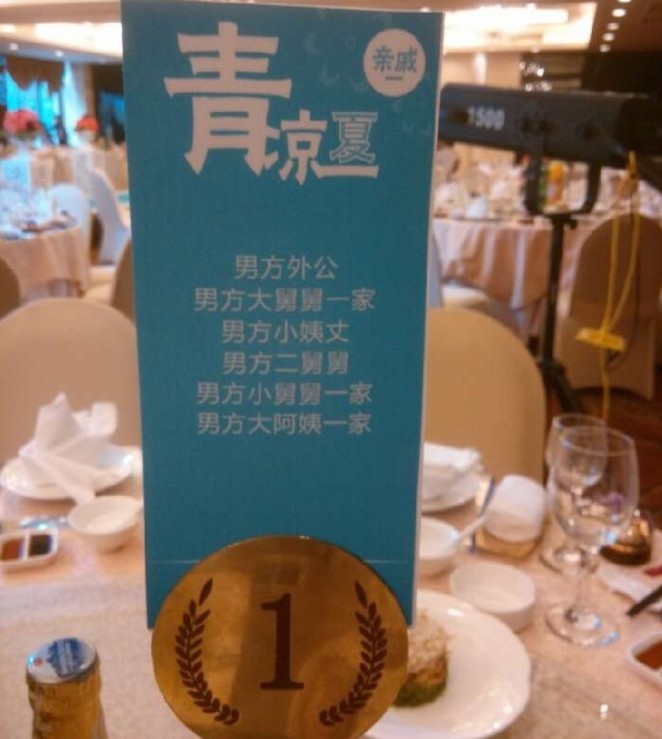 亲戚
一
青凉夏
男方外公
男方大舅舅一家
男方小姨丈
男方二舅舅
男方小舅舅一家
男方大阿姨一家
1
1500